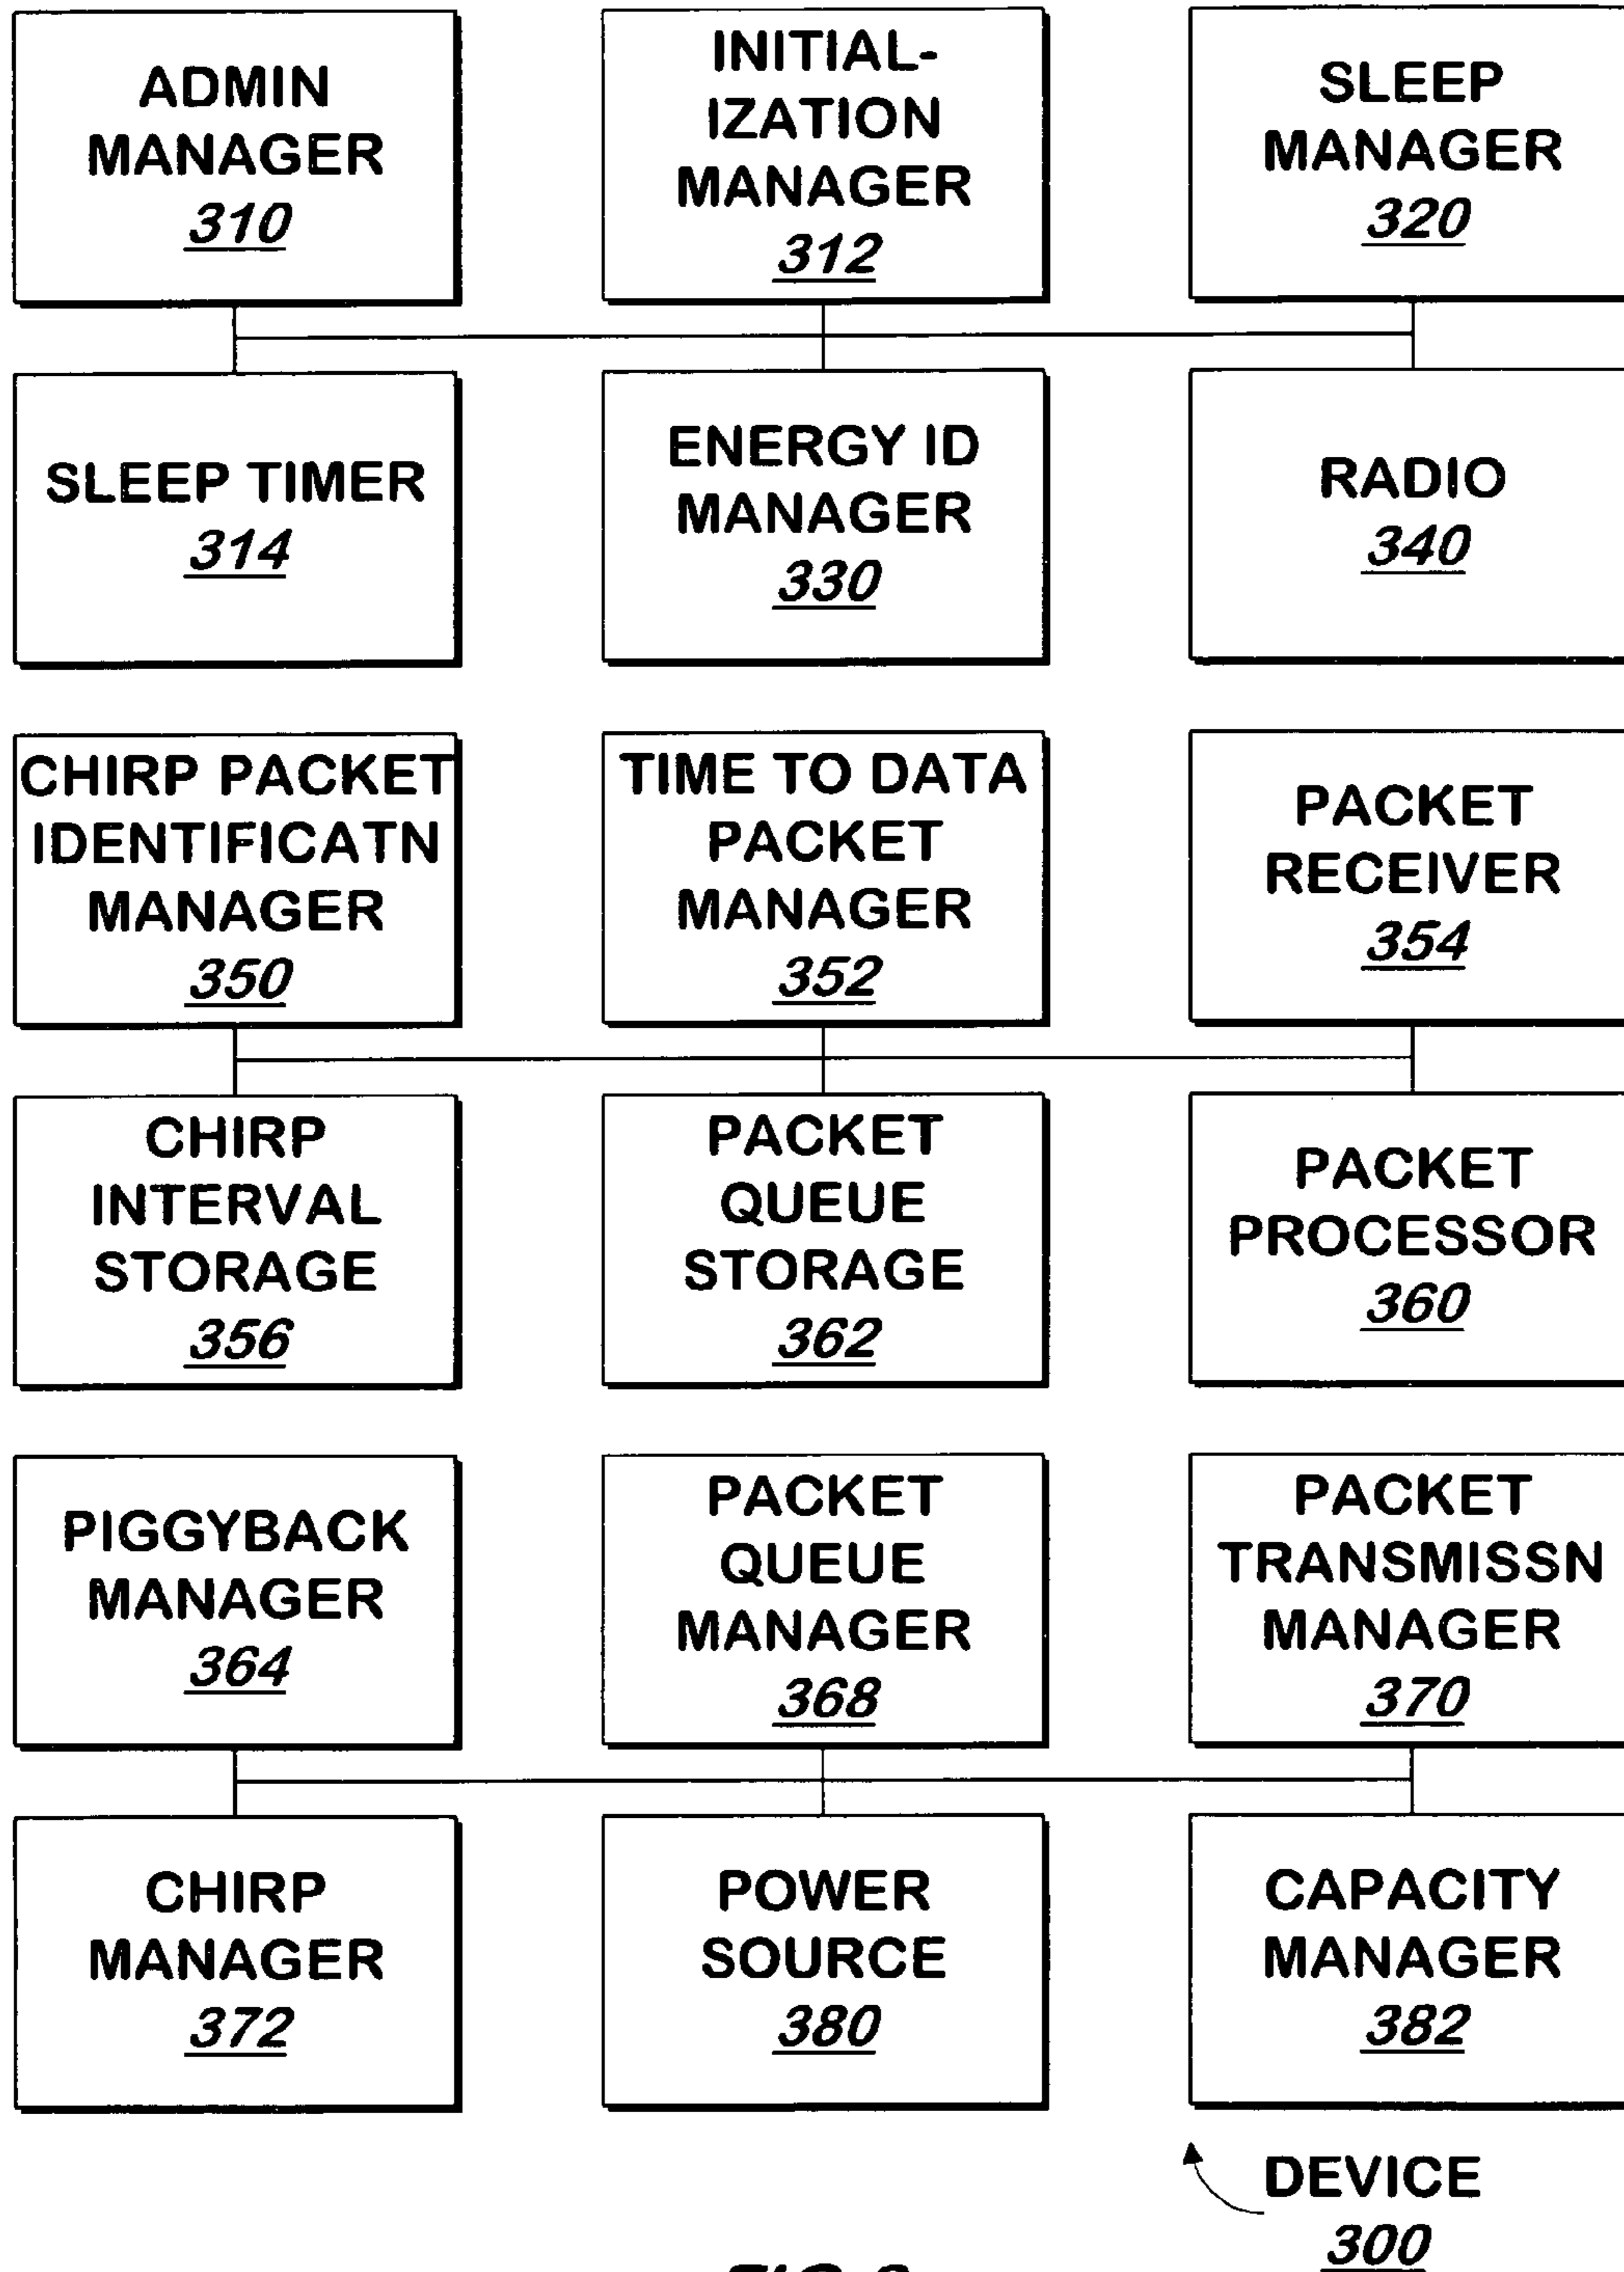 ADMIN
MANAGER
310
INITIAL-
IZATION
MANAGER
312
SLEEP
MANAGER
320
SLEEP TIMER
314
ENERGY ID
MANAGER
330
RADIO
340
CHIRP PACKET
IDENTIFICATN
MANAGER
350
TIME TO DATA
PACKET
MANAGER
352
PACKET
RECEIVER
354
CHIRP
INTERVAL
STORAGE
356
PACKET
QUEUE
STORAGE
362
PACKET
PROCESSOR
360
PIGGYBACK
MANAGER
364
PACKET
QUEUE
MANAGER
368
PACKET
TRANSMISSN
MANAGER
370
CHIRP
MANAGER
372
POWER
SOURCE
380
CAPACITY
MANAGER
382
DEVICE
300